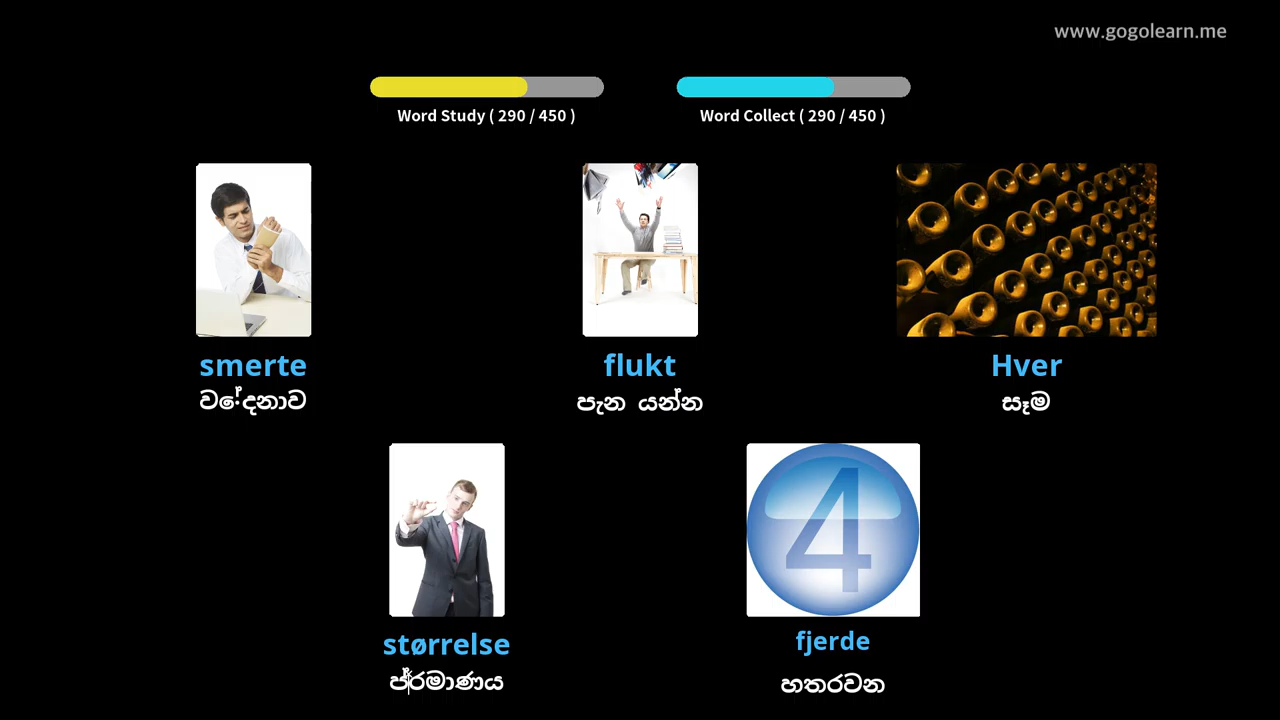 www.gogolearn.me
Word Study ( 290 / 450 )
Word Collect ( 290 / 450 )
smerte
වේදනාව
flukt
පැන යන්න
Hver
සෑම
4
størrelse
ප්රමාණය
fjerde
හතරවන